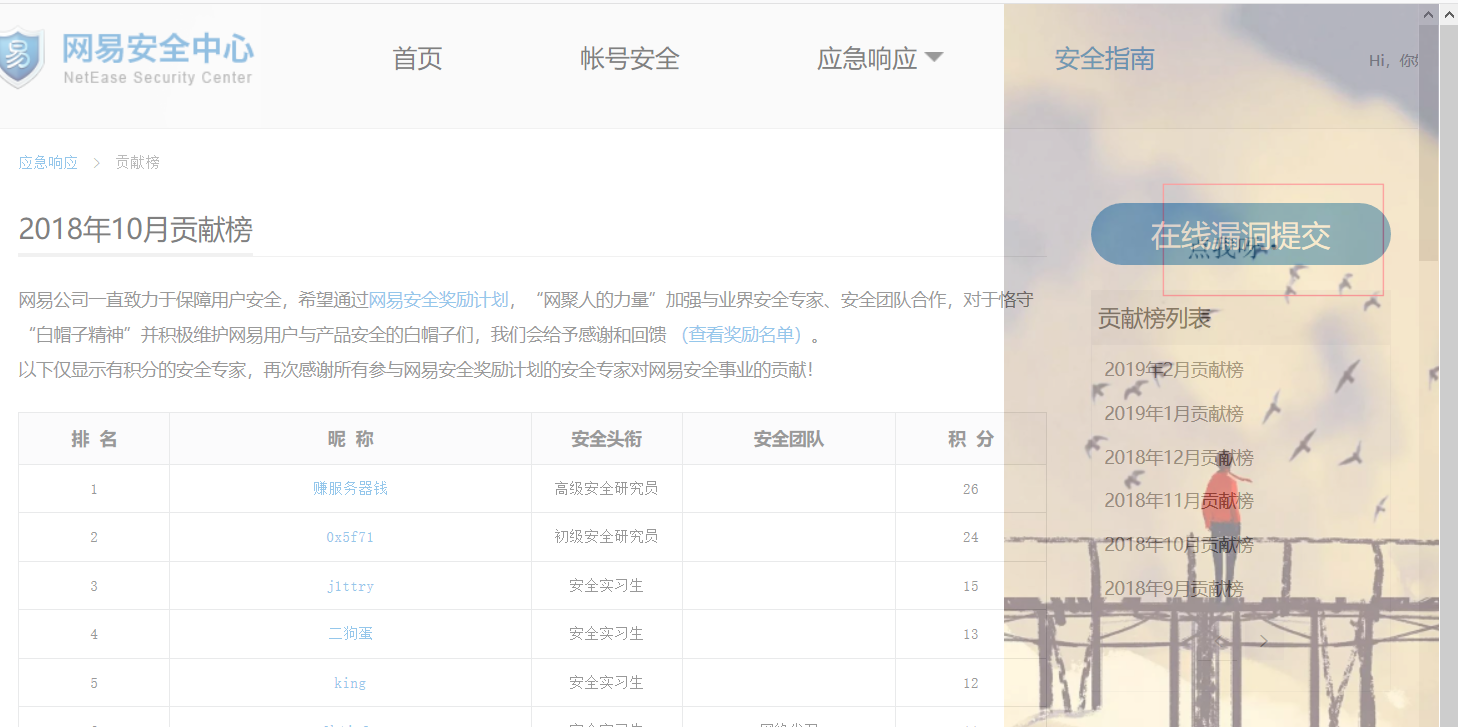 网易安全中心
NetEase Security Center
首页
帐号安全
应急响应
安全指南
Hi，你
应急响应 > 贡献榜
2018年10月贡献榜
网易公司一直致力于保障用户安全，希望通过网易安全奖励计划，“网聚人的力量”加强与业界安全专家、安全团队合作，对于恪守
“白帽子精神”并积极维护网易用户与产品安全的白帽子们，我们会给予感谢和回馈 （查看奖励名单）。
以下仅显示有积分的安全专家，再次感谢所有参与网易安全奖励计划的安全专家对网易安全事业的贡献！
排 名 昵 称 安全头衔 安全团队 积 分
1 赚服务器钱 高级安全研究员 26
2 0x5f71 初级安全研究员 24
3 j1ttry 安全实习生 15
4 二狗蛋 安全实习生 13
5 king 安全实习生 12
在线漏洞提交
点我呀
贡献榜列表
2019年2月贡献榜
2019年1月贡献榜
2018年12月贡献榜
2018年11月贡献榜
2018年10月贡献榜
2018年9月贡献榜